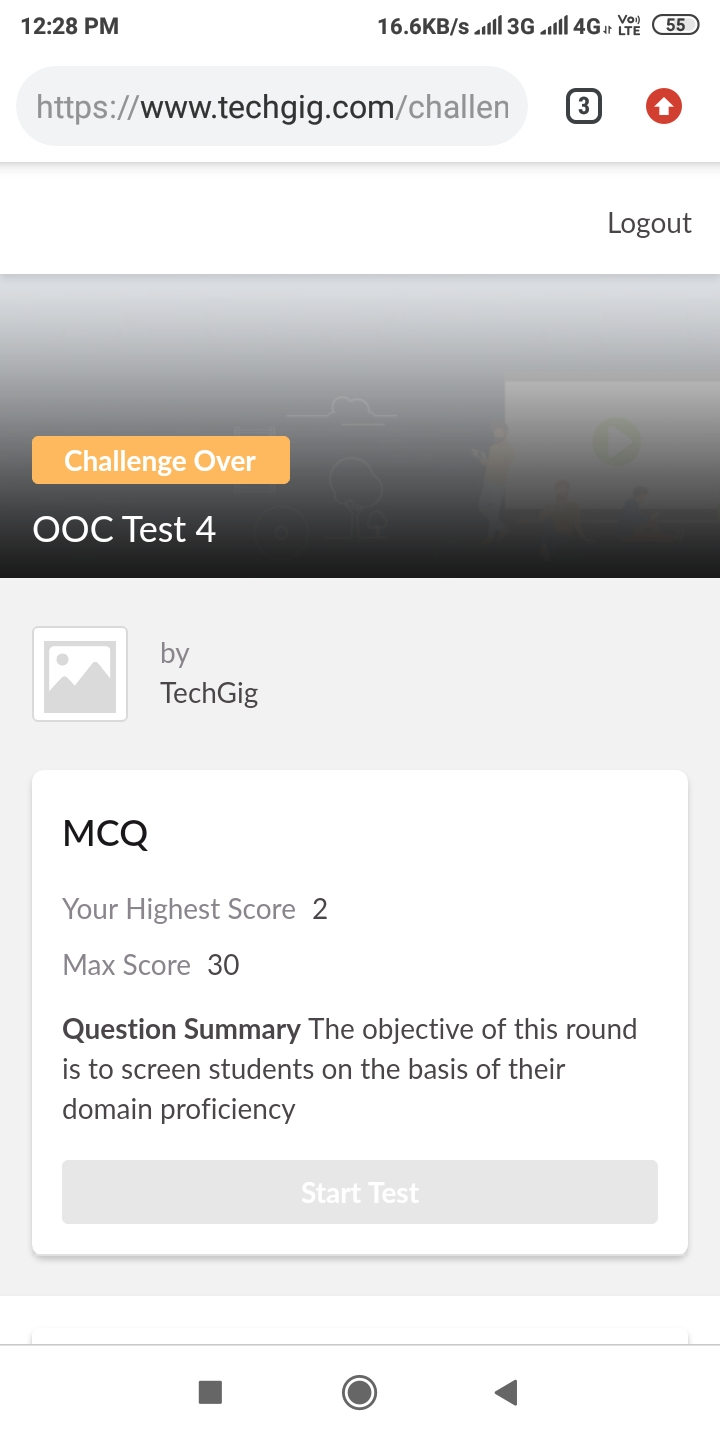 12:28 PM 16.6KB/s 3G 4G Vo) LTE 55
https://www.techgig.com/challen 3
Logout
Challenge Over
OOC Test 4
by
TechGig
MCQ
Your Highest Score 2
Max Score 30
Question Summary The objective of this round
is to screen students on the basis of their
domain proficiency
Start Test